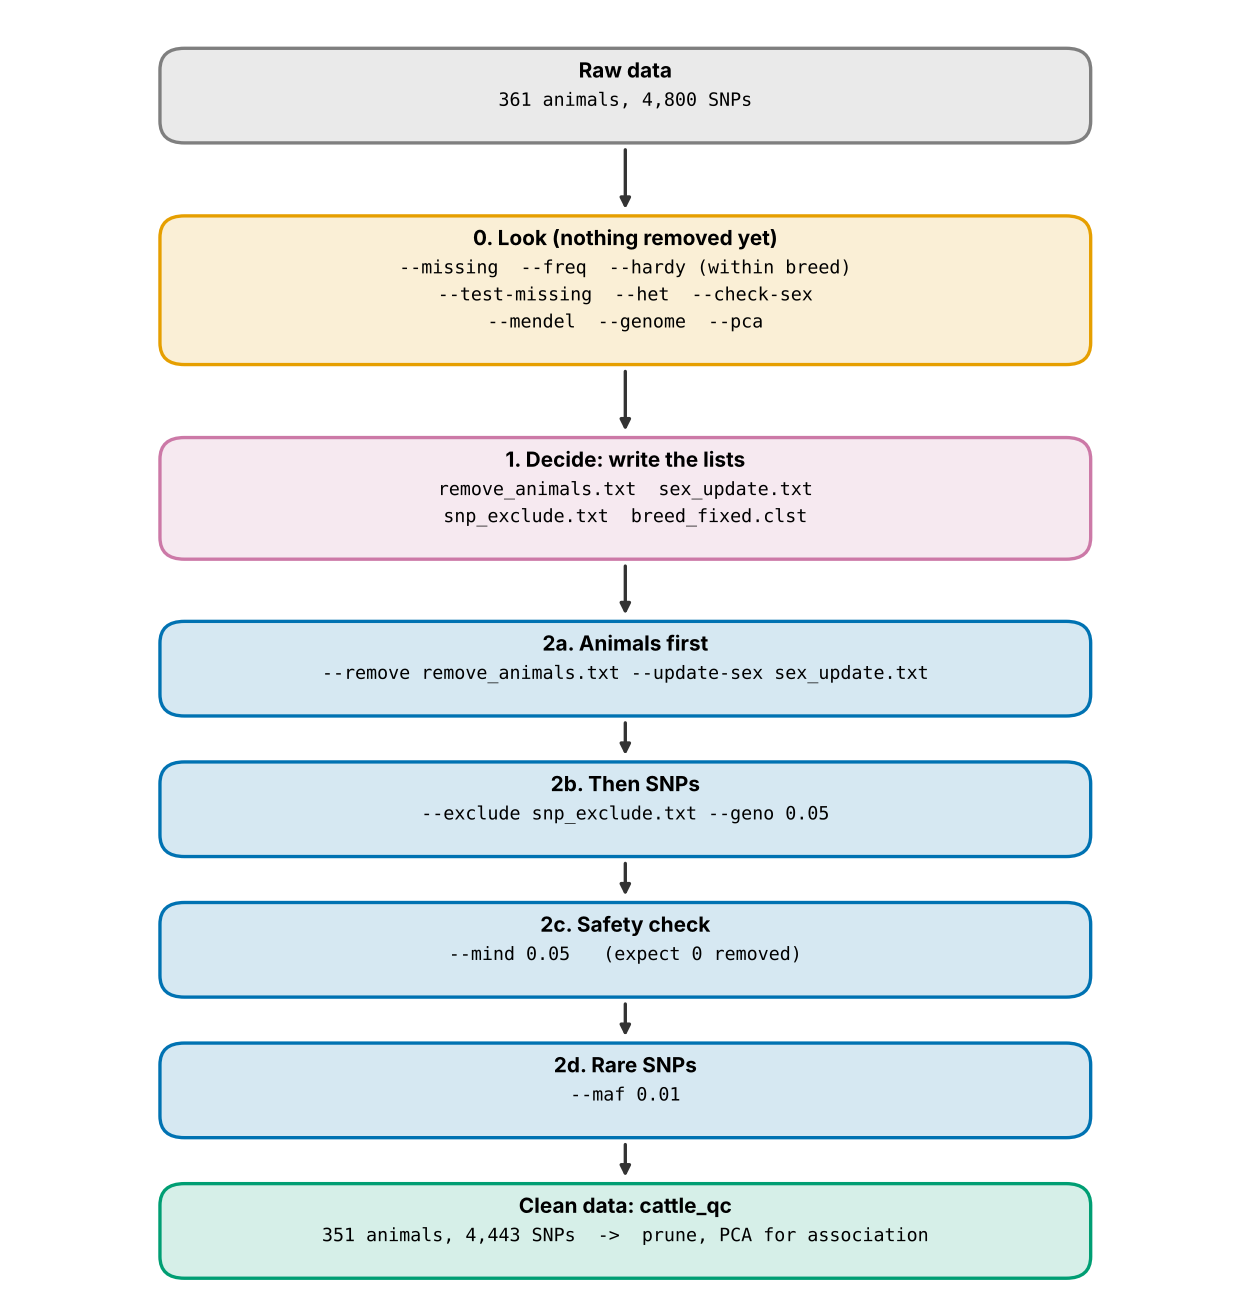 Raw data
361 animals, 4,800 SNPs
0. Look (nothing removed yet)
--missing  --freq  --hardy (within breed)
--test-missing  --het  --check-sex
--mendel  --genome  --pca
1. Decide: write the lists
remove_animals.txt  sex_update.txt
snp_exclude.txt  breed_fixed.clst
2a. Animals first
--remove remove_animals.txt --update-sex sex_update.txt
2b. Then SNPs
--exclude snp_exclude.txt --geno 0.05
2c. Safety check
--mind 0.05   (expect 0 removed)
2d. Rare SNPs
--maf 0.01
Clean data: cattle_qc
351 animals, 4,443 SNPs  ->  prune, PCA for association